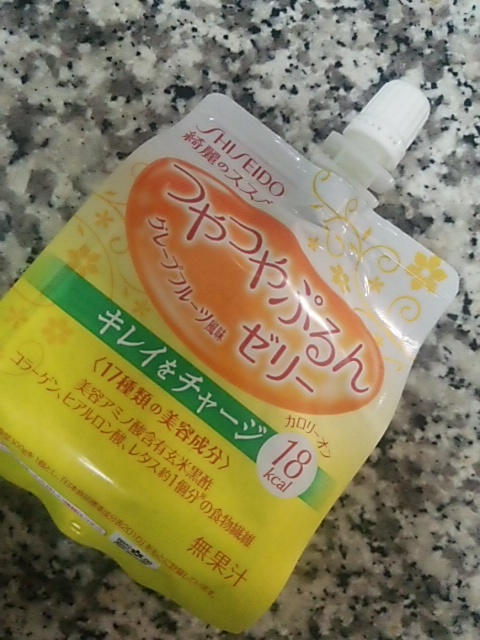 SHISEIDO
綺麗のススメ
つやつやぷるん
ゼリー
グレープフルーツ風味
キレイをチャージ
カロリーオン
18
kcal
〈17種類の美容成分〉
美容アミノ酸含有玄米黒酢
コラーゲン、ヒアルロン酸、レタス約1個分※の食物繊維
無果汁